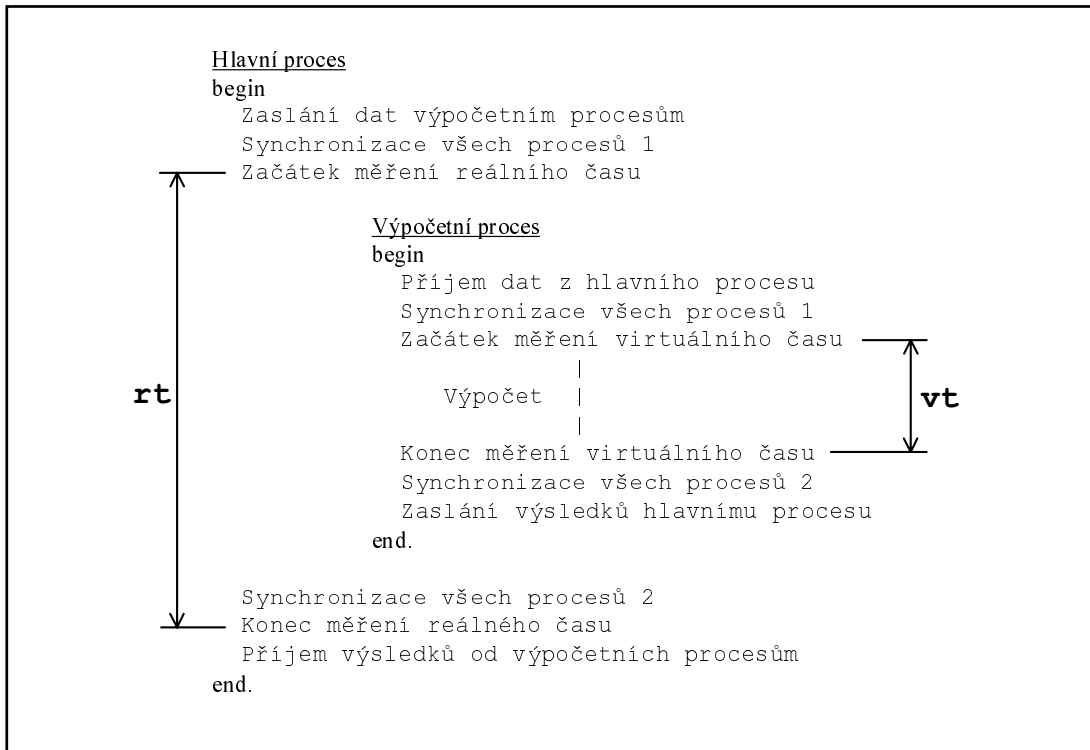 Hlavní proces
begin
Zaslání dat výpočetním procesům
Synchronizace všech procesů 1
Začátek měření reálního času
Výpočetní proces
begin
Příjem dat z hlavního procesu
Synchronizace všech procesů 1
Začátek měření virtuálního času
rt
Výpočet
vt
Konec měření virtuálního času
Synchronizace všech procesů 2
Zaslání výsledků hlavnímu procesu
end.
Synchronizace všech procesů 2
Konec měření reálného času
Příjem výsledků od výpočetních procesům
end.